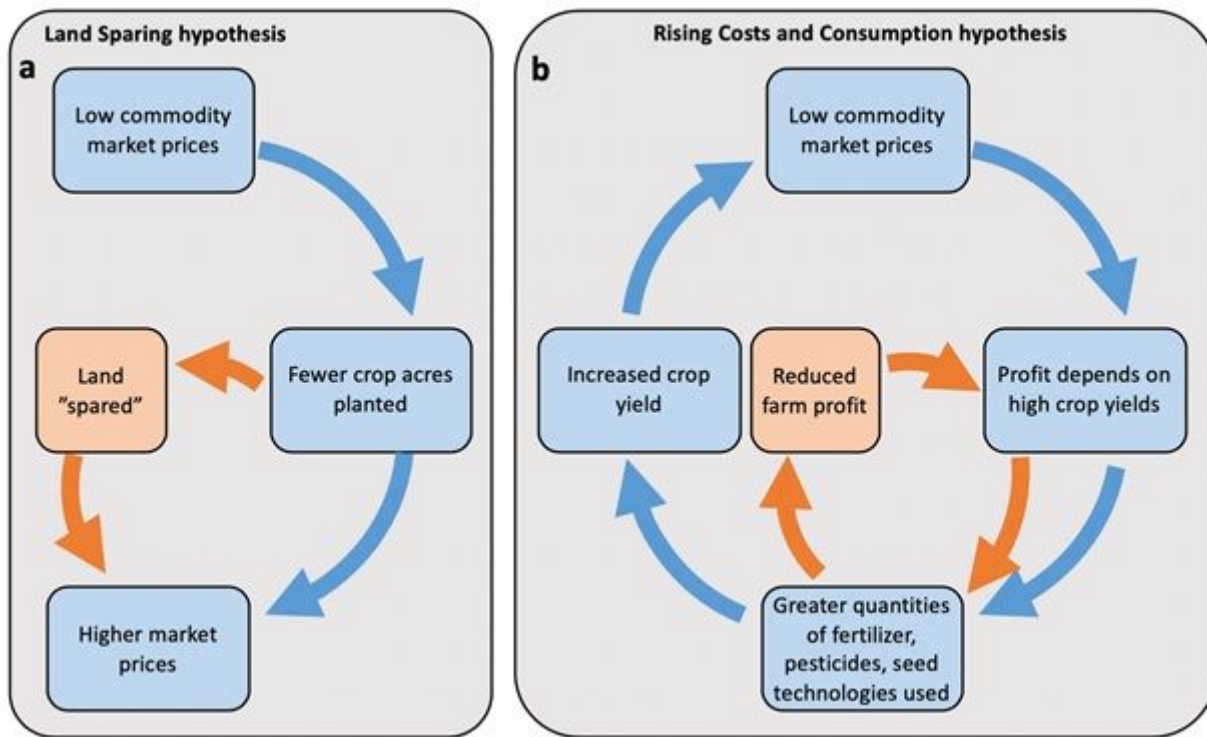 Land Sparing hypothesis
a
Low commodity
market prices
Land
”spared”
Fewer crop acres
planted
Higher market
prices
Rising Costs and Consumption hypothesis
b
Low commodity
market prices
Increased crop
yield
Reduced
farm profit
Profit depends on
high crop yields
Greater quantities
of fertilizer,
pesticides, seed
technologies used